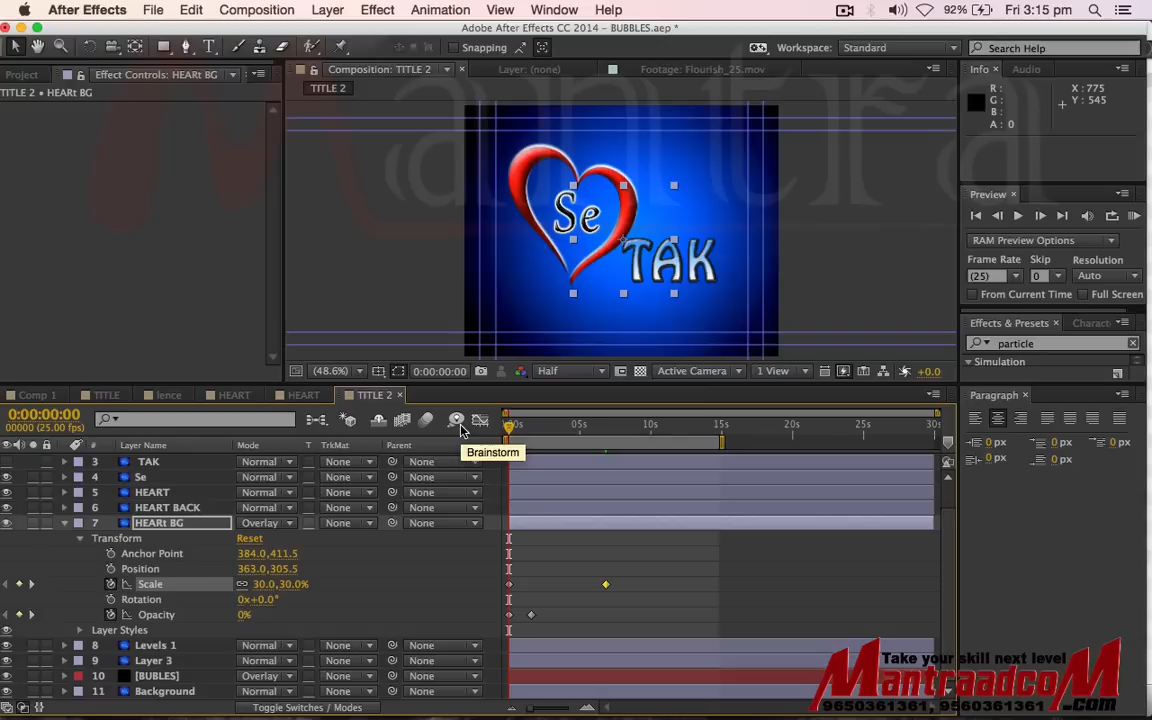 After Effects File Edit Composition Layer Effect Animation View Window Help 92% Fri 3:15 pm
Adobe After Effects CC 2014 - BUBBLES.aep *
Snapping Workspace: Standard Search Help
Project Effect Controls: HEARt BG Composition: TITLE 2 Layer: (none) Footage: Flourish_25.mov Info Audio
TITLE 2 • HEARt BG TITLE 2
R: X: 775
G: Y: 545
B:
A: 0
Mantra
Se
TAK
Preview
RAM Preview Options
Frame Rate Skip Resolution
(25) 0 Auto
From Current Time Full Screen
Effects & Presets Charact
particle
Simulation
(48.6%) 0:00:00:00 Half Active Camera 1 View +0.0
Comp 1 TITLE lence HEART HEART TITLE 2 Paragraph
0:00:00:00
00000 (25.00 fps)
05s 10s 15s 20s 25s 30s
# Layer Name Mode T TrkMat Parent
Brainstorm
0 px 0 px
0 px 0 px
3 TAK Normal None None
4 Se Normal None None
5 HEART Normal None None
6 HEART BACK Normal None None
7 HEARt BG Overlay None None
Transform Reset
Anchor Point 384.0,411.5
Position 363.0,305.5
Scale 30.0,30.0%
Rotation 0x+0.0°
Opacity 0%
Layer Styles
8 Levels 1 Normal None None
9 Layer 3 Normal None None
10 [BUBLES] Overlay None None
11 Background Normal None None
Toggle Switches / Modes
Take your skill next level
MantraadcoM
9650361361, 9560361361